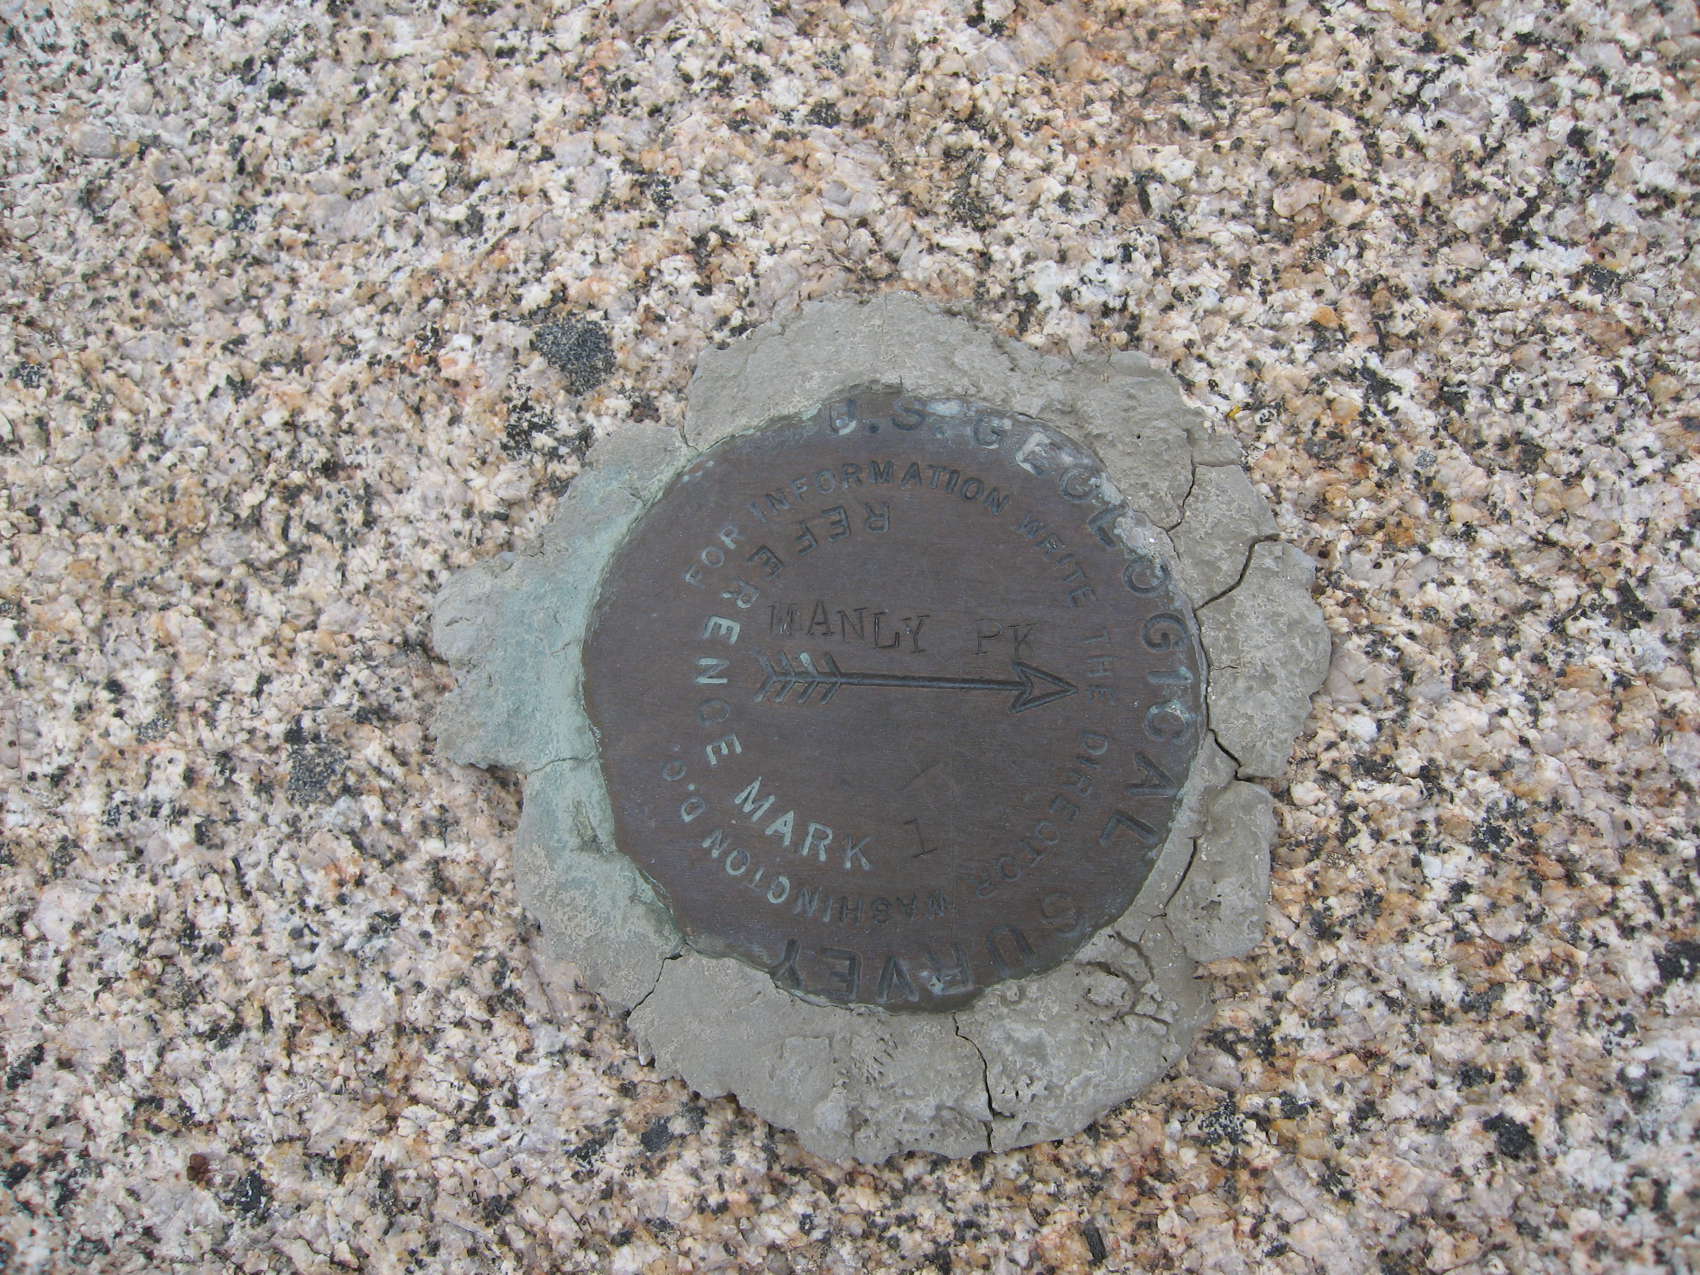 U.S. GEOLOGICAL SURVEY
FOR INFORMATION WRITE THE DIRECTOR, WASHINGTON D.C.
REFERENCE MARK
MANLY PK
1